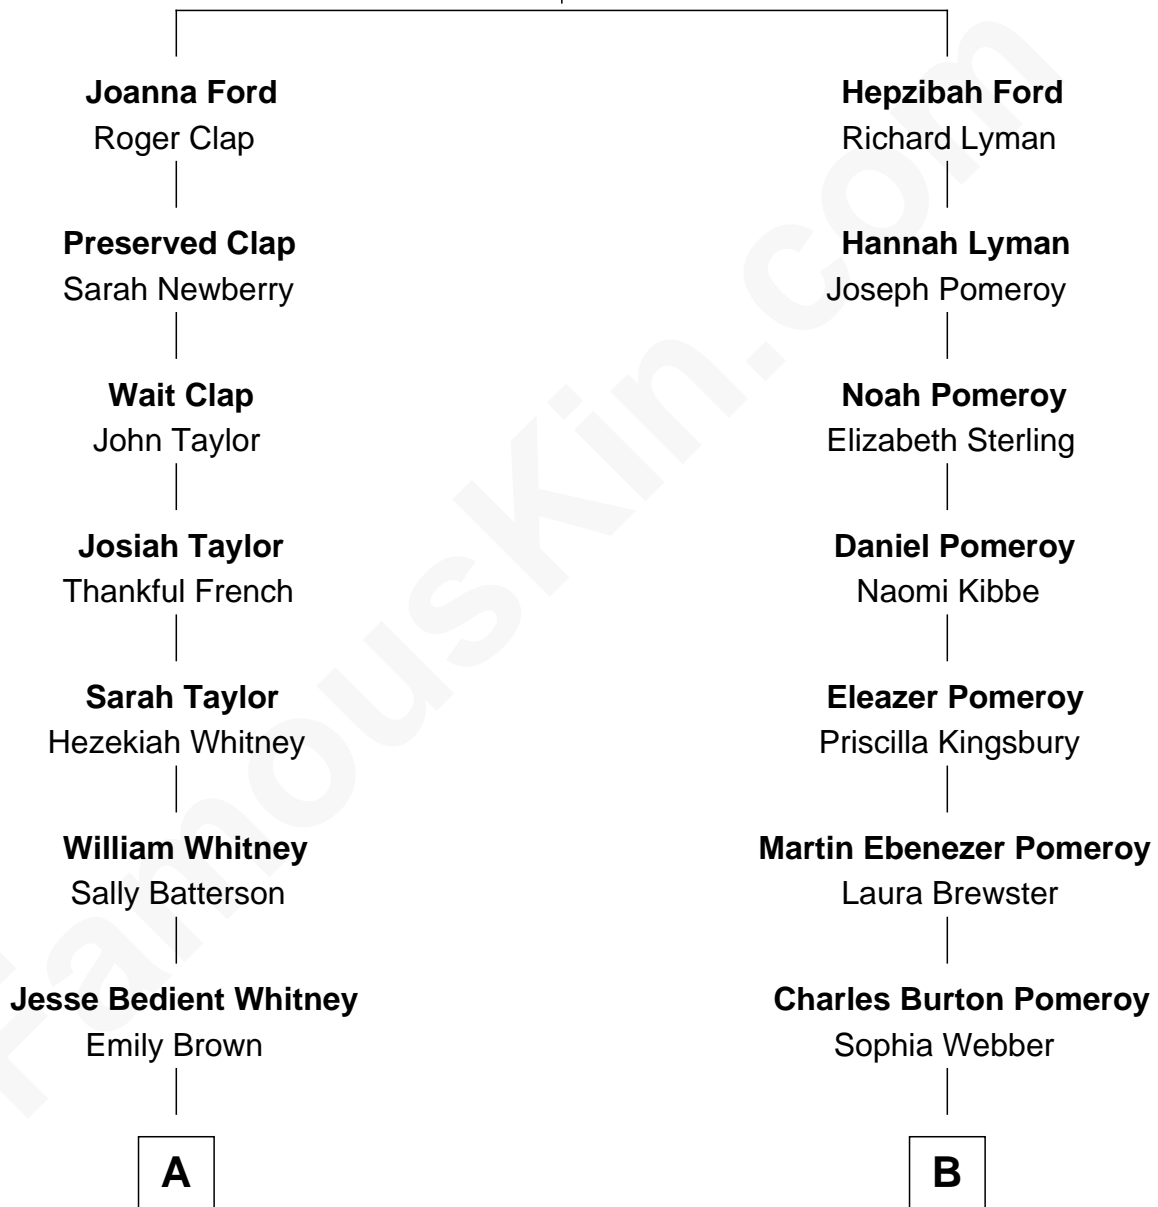 Joanna Ford
Roger Clap
Preserved Clap
Sarah Newberry
Wait Clap
John Taylor
Josiah Taylor
Thankful French
Sarah Taylor
Hezekiah Whitney
William Whitney
Sally Batterson
Jesse Bedient Whitney
Emily Brown
A
Hepzibah Ford
Richard Lyman
Hannah Lyman
Joseph Pomeroy
Noah Pomeroy
Elizabeth Sterling
Daniel Pomeroy
Naomi Kibbe
Eleazer Pomeroy
Priscilla Kingsbury
Martin Ebenezer Pomeroy
Laura Brewster
Charles Burton Pomeroy
Sophia Webber
B
FamousKin.com